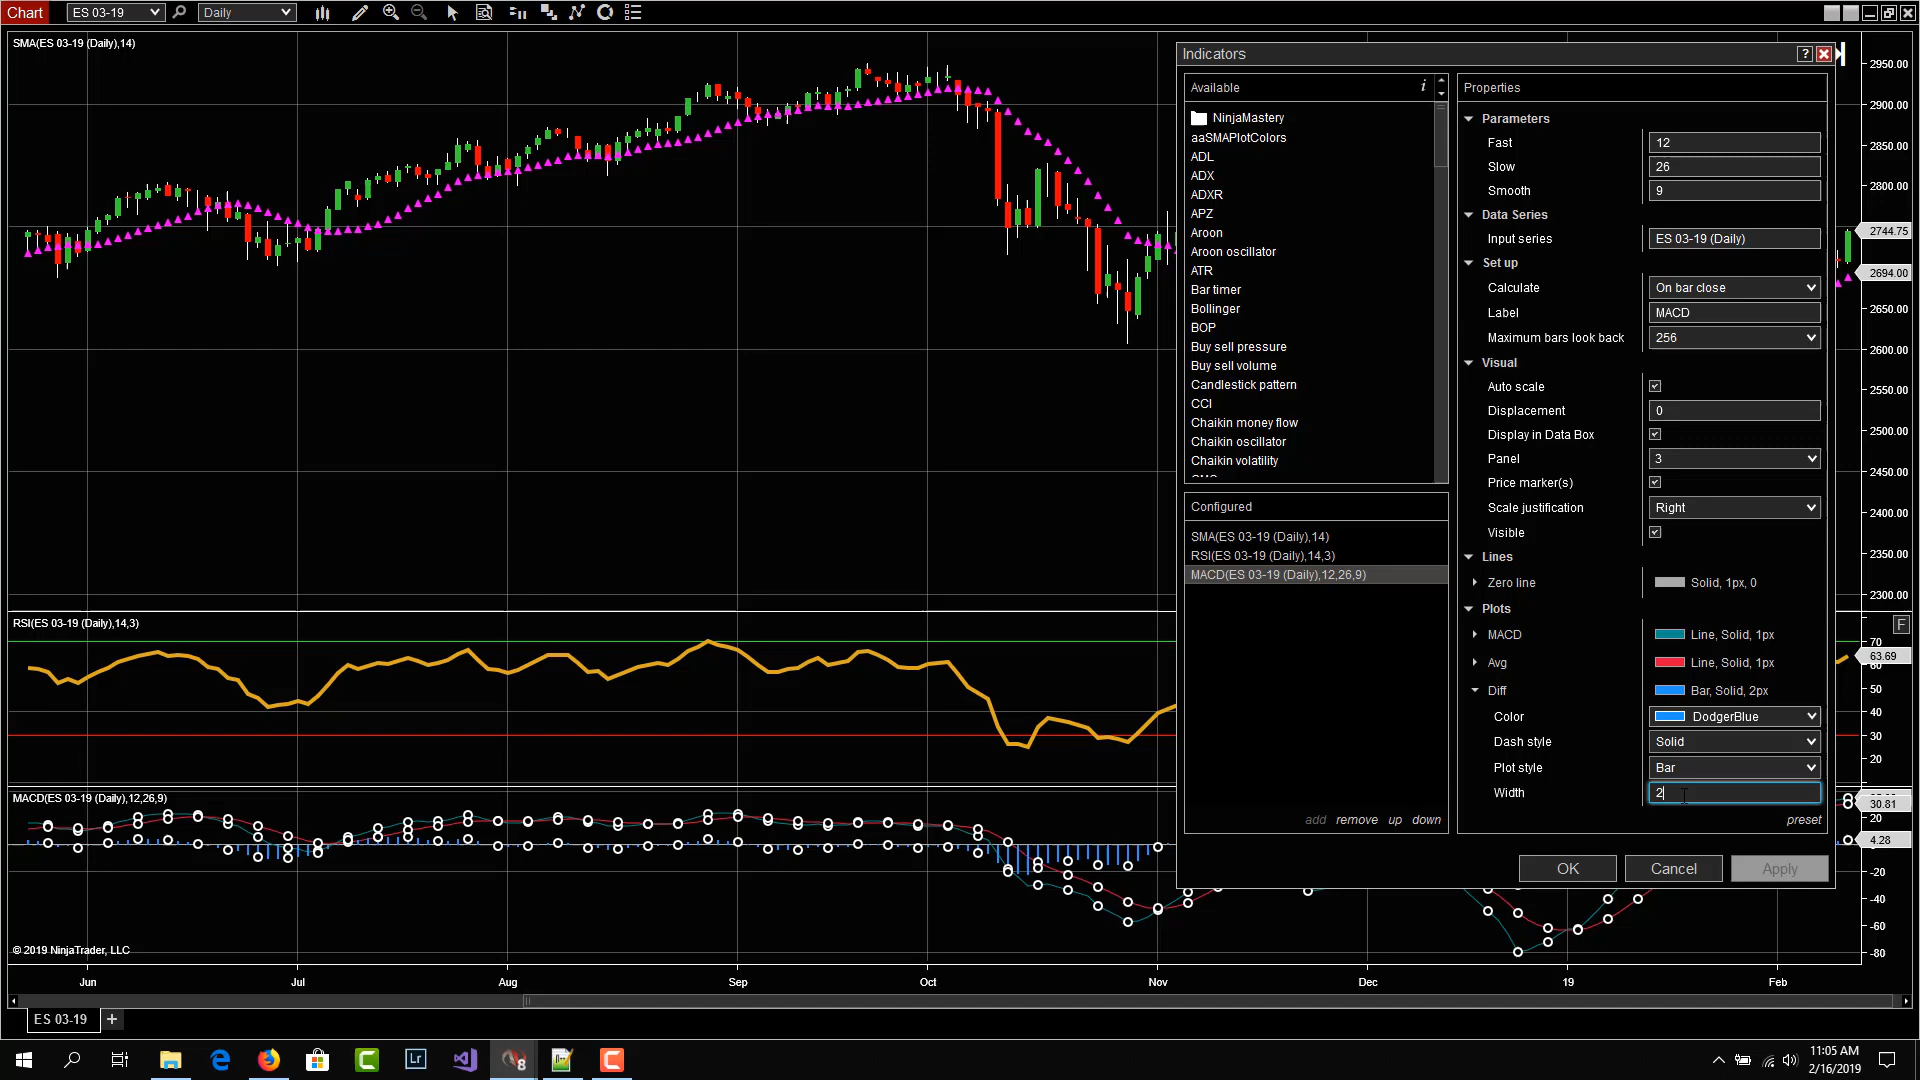 Chart
ES 03-19
Daily
SMA(ES 03-19 (Daily),14)
2950.00
2900.00
2850.00
2800.00
2744.75
2694.00
2650.00
2600.00
2550.00
2500.00
2450.00
2400.00
2350.00
2300.00
Indicators
?
Available
i
NinjaMastery
aaSMAPlotColors
ADL
ADX
ADXR
APZ
Aroon
Aroon oscillator
ATR
Bar timer
Bollinger
BOP
Buy sell pressure
Buy sell volume
Candlestick pattern
CCI
Chaikin money flow
Chaikin oscillator
Chaikin volatility
Configured
SMA(ES 03-19 (Daily),14)
RSI(ES 03-19 (Daily),14,3)
MACD(ES 03-19 (Daily),12,26,9)
add remove up down
Properties
Parameters
Fast 12
Slow 26
Smooth 9
Data Series
Input series ES 03-19 (Daily)
Set up
Calculate On bar close
Label MACD
Maximum bars look back 256
Visual
Auto scale
Displacement 0
Display in Data Box
Panel 3
Price marker(s)
Scale justification Right
Visible
Lines
Zero line Solid, 1px, 0
Plots
MACD Line, Solid, 1px
Avg Line, Solid, 1px
Diff Bar, Solid, 2px
Color DodgerBlue
Dash style Solid
Plot style Bar
Width 2
preset
OK Cancel Apply
RSI(ES 03-19 (Daily),14,3)
F
70
63.69
50
40
30
20
MACD(ES 03-19 (Daily),12,26,9)
30.81
20
4.28
-20
-40
-60
-80
© 2019 NinjaTrader, LLC
Jun Jul Aug Sep Oct Nov Dec 19 Feb
ES 03-19 +
Lr
8
11:05 AM
2/16/2019